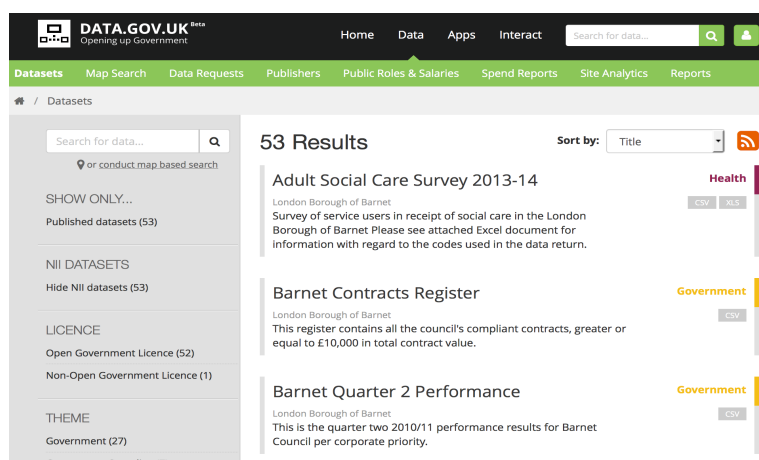 DATA.GOV.UK Beta
Opening up Government
Home Data Apps Interact Search for data...
Datasets Map Search Data Requests Publishers Public Roles & Salaries Spend Reports Site Analytics Reports
/ Datasets
Search for data...
or conduct map based search
SHOW ONLY...
Published datasets (53)
NII DATASETS
Hide NII datasets (53)
LICENCE
Open Government Licence (52)
Non-Open Government Licence (1)
THEME
Government (27)
53 Results
Sort by: Title
Adult Social Care Survey 2013-14
Health
London Borough of Barnet
CSV XLS
Survey of service users in receipt of social care in the London
Borough of Barnet Please see attached Excel document for
information with regard to the codes used in the data return.
Barnet Contracts Register
Government
London Borough of Barnet
CSV
This register contains all the council's compliant contracts, greater or
equal to £10,000 in total contract value.
Barnet Quarter 2 Performance
Government
London Borough of Barnet
CSV
This is the quarter two 2010/11 performance results for Barnet
Council per corporate priority.